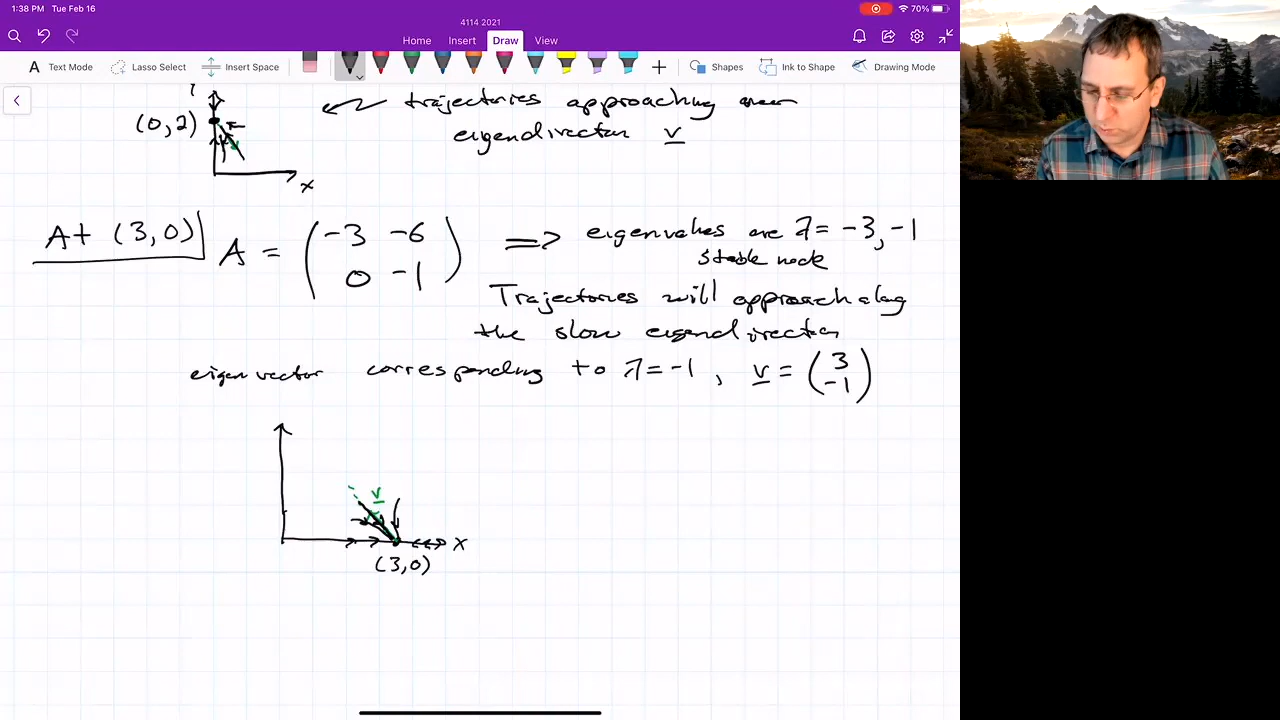 1:38 PM Tue Feb 16
70%
4114 2021
Home Insert Draw View
Text Mode Lasso Select Insert Space Shapes Ink to Shape Drawing Mode
trajectories approaching over
(0,2)
eigendirection v
x
At (3,0) A = (-3 -6
0 -1) => eigenvalues are λ = -3, -1
stable node
Trajectories will approach along
the slow eigendirection
eigenvector corresponding to λ = -1, v = (3
-1)
v
x
(3,0)